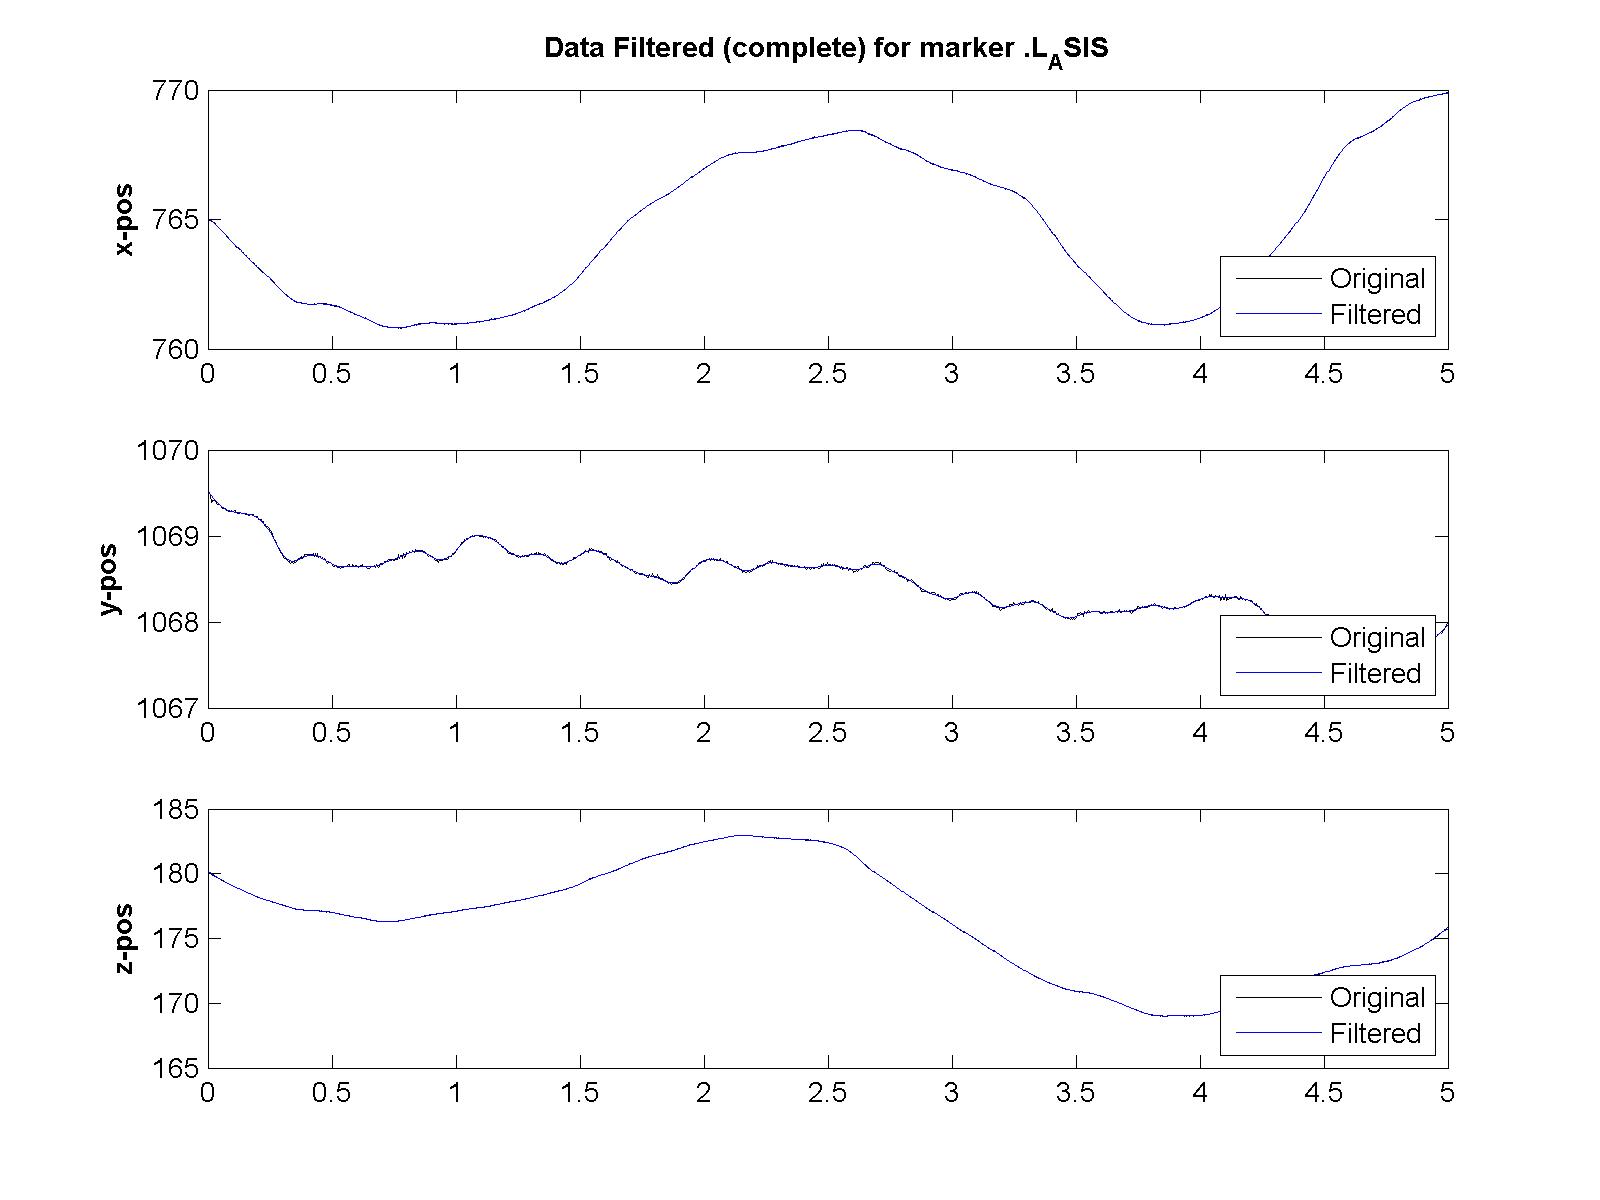 Data Filtered (complete) for marker .LASIS
770
765
760
x-pos
Original
Filtered
0 0.5 1 1.5 2 2.5 3 3.5 4 4.5 5
1070
1069
1068
1067
y-pos
Original
Filtered
0 0.5 1 1.5 2 2.5 3 3.5 4 4.5 5
185
180
175
170
165
z-pos
Original
Filtered
0 0.5 1 1.5 2 2.5 3 3.5 4 4.5 5